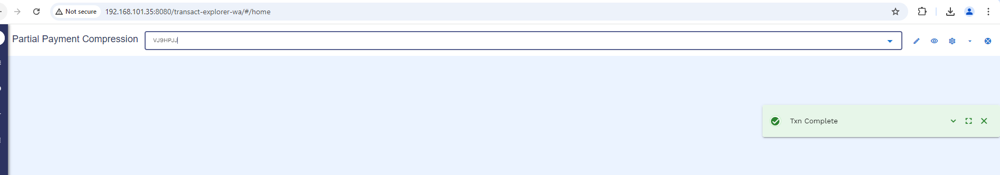 Not secure
192.168.101.35:8080/transact-explorer-wa/#/home
Partial Payment Compression
VJ9HPJJ
Txn Complete